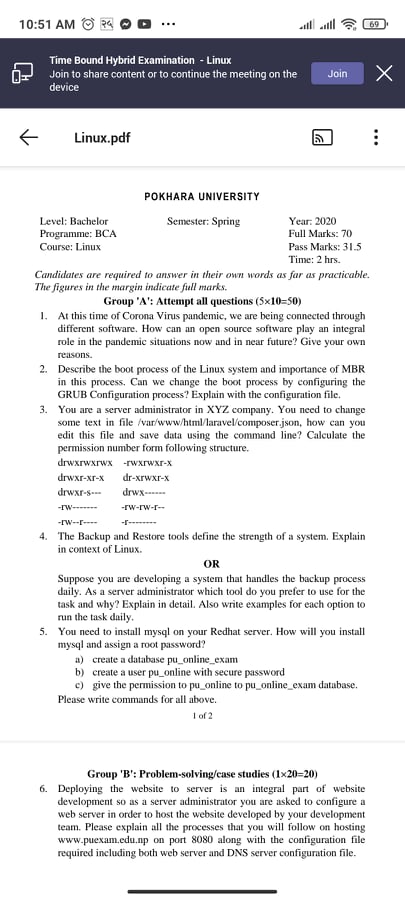 10:51 AM
69
Time Bound Hybrid Examination - Linux
Join to share content or to continue the meeting on the
device
Join
Linux.pdf
POKHARA UNIVERSITY
Level: Bachelor Semester: Spring Year: 2020
Programme: BCA Full Marks: 70
Course: Linux Pass Marks: 31.5
Time: 2 hrs.
Candidates are required to answer in their own words as far as practicable.
The figures in the margin indicate full marks.
Group 'A': Attempt all questions (5×10=50)
1. At this time of Corona Virus pandemic, we are being connected through
different software. How can an open source software play an integral
role in the pandemic situations now and in near future? Give your own
reasons.
2. Describe the boot process of the Linux system and importance of MBR
in this process. Can we change the boot process by configuring the
GRUB Configuration process? Explain with the configuration file.
3. You are a server administrator in XYZ company. You need to change
some text in file /var/www/html/laravel/composer.json, how can you
edit this file and save data using the command line? Calculate the
permission number form following structure.
drwxrwxrwx -rwxrwxr-x
drwxr-xr-x dr-xrwxr-x
drwxr-s--- drwx------
-rw------- -rw-rw-r--
-rw--r---- -r--------
4. The Backup and Restore tools define the strength of a system. Explain
in context of Linux.
OR
Suppose you are developing a system that handles the backup process
daily. As a server administrator which tool do you prefer to use for the
task and why? Explain in detail. Also write examples for each option to
run the task daily.
5. You need to install mysql on your Redhat server. How will you install
mysql and assign a root password?
a) create a database pu_online_exam
b) create a user pu_online with secure password
c) give the permission to pu_online to pu_online_exam database.
Please write commands for all above.
1 of 2
Group 'B': Problem-solving/case studies (1×20=20)
6. Deploying the website to server is an integral part of website
development so as a server administrator you are asked to configure a
web server in order to host the website developed by your development
team. Please explain all the processes that you will follow on hosting
www.puexam.edu.np on port 8080 along with the configuration file
required including both web server and DNS server configuration file.